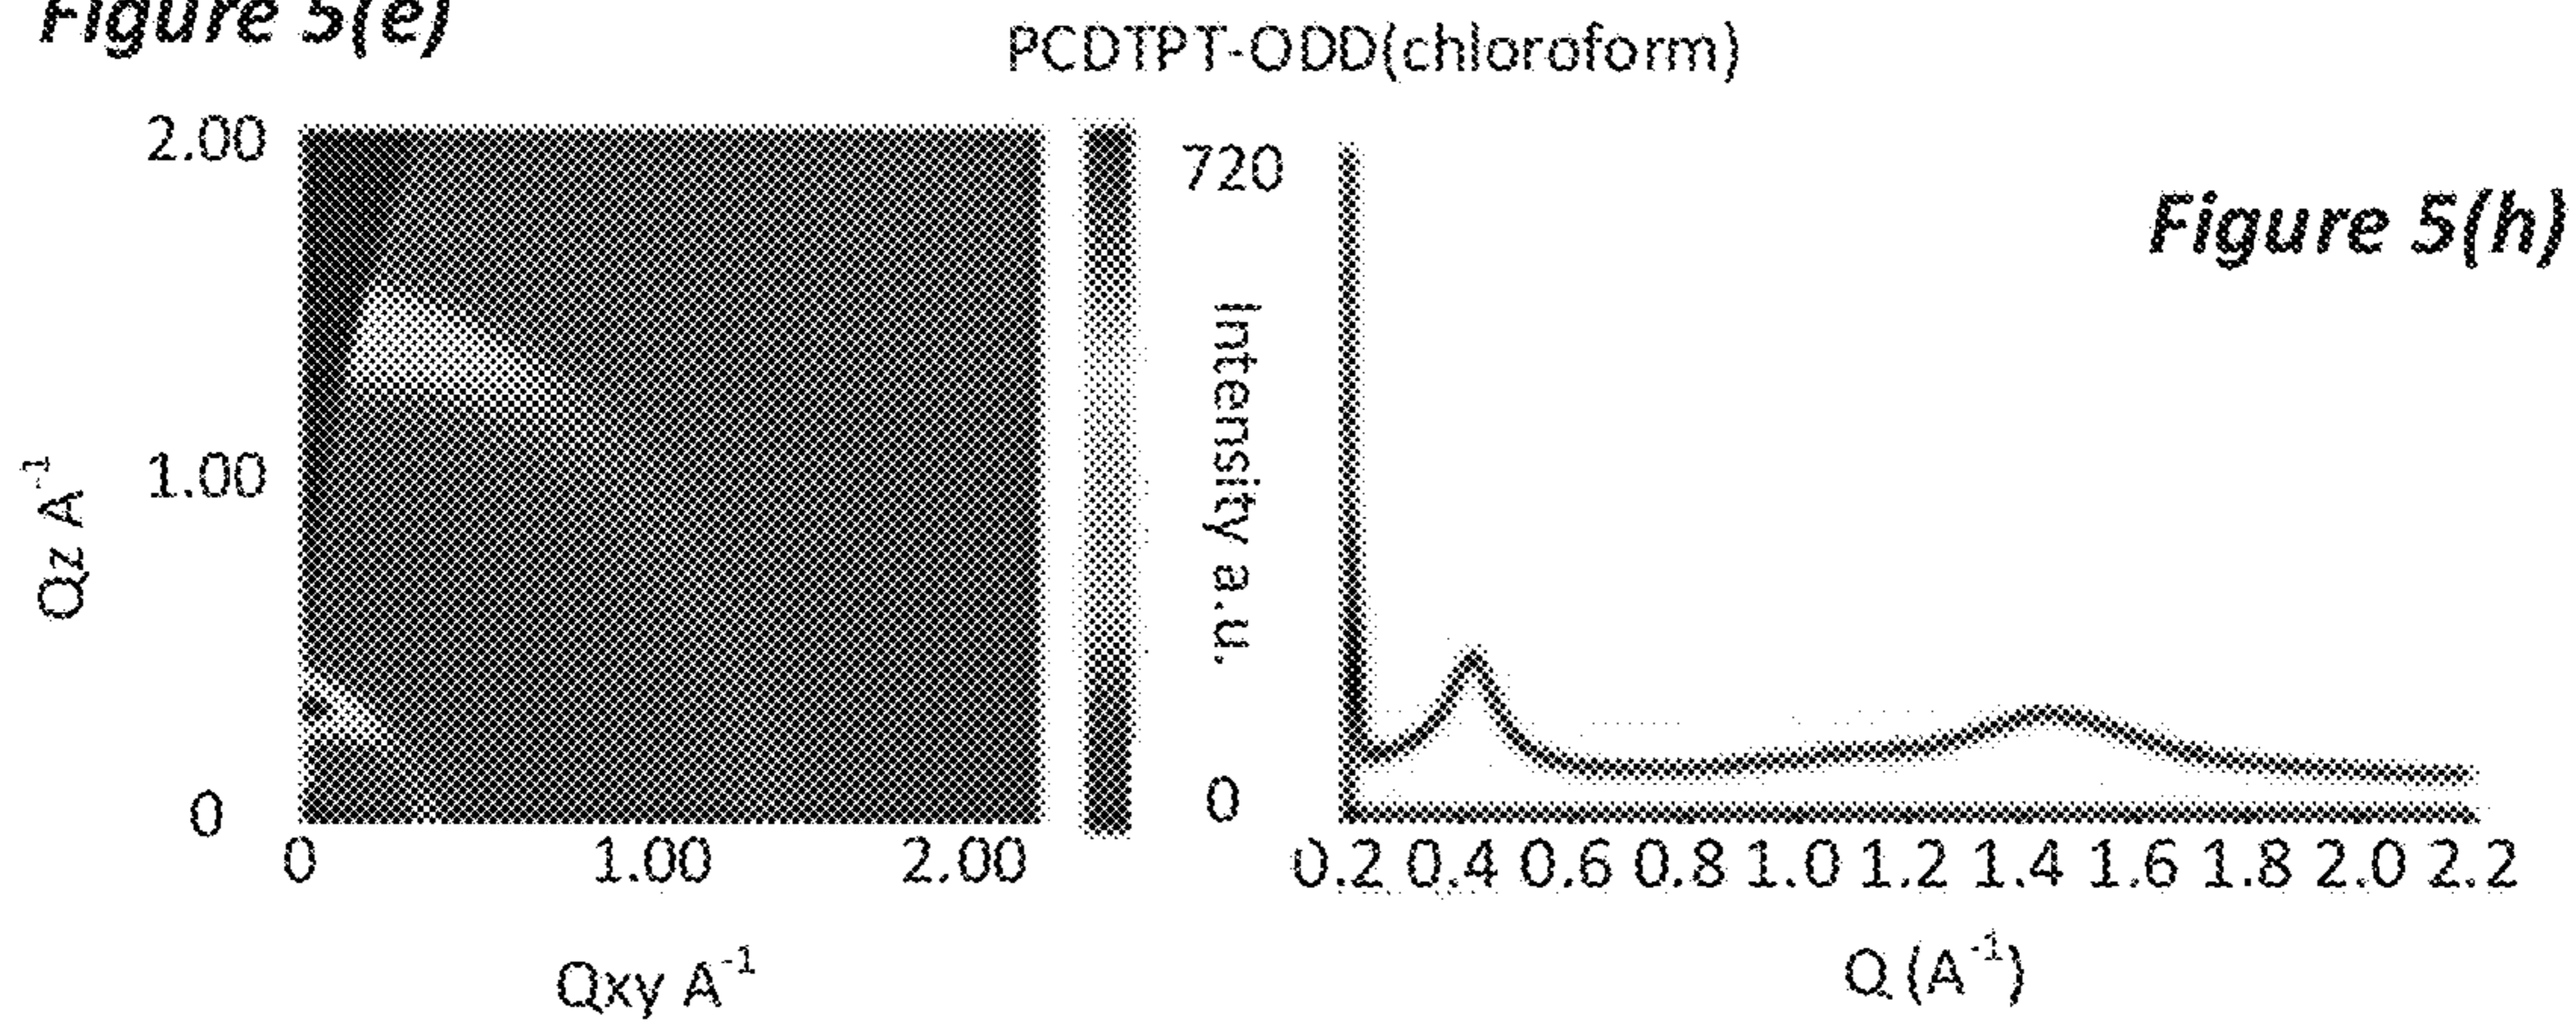 Figure 5(e)
PCDTPT-ODD(chloroform)
2.00
1.00
0
Qz A-1
0 1.00 2.00
Qxy A-1
720
0
Intensity a.u.
Figure 5(h)
0.2 0.4 0.6 0.8 1.0 1.2 1.4 1.6 1.8 2.0 2.2
Q (A-1)